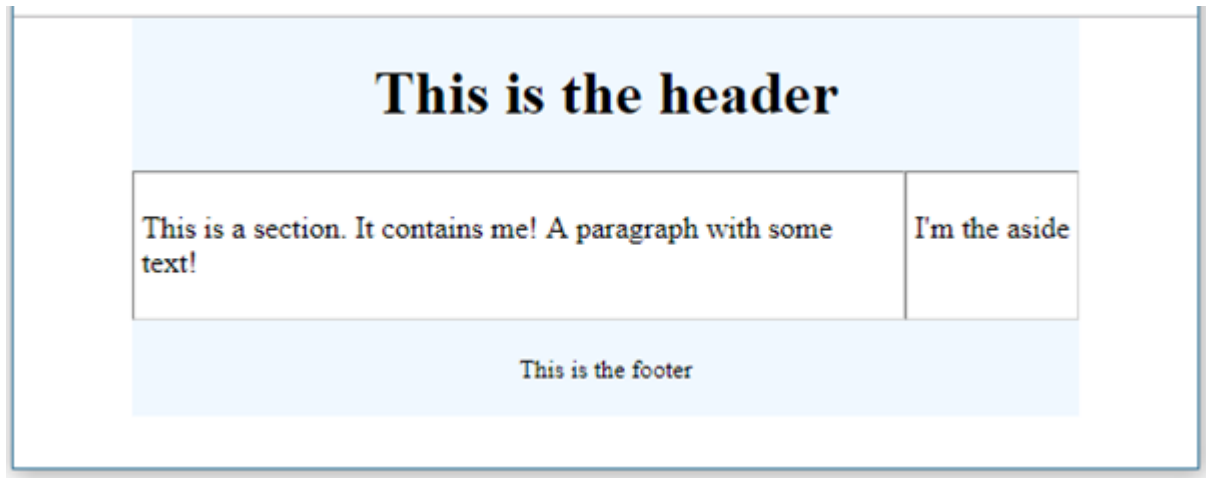 This is the header
This is a section. It contains me! A paragraph with some
text!
I'm the aside
This is the footer